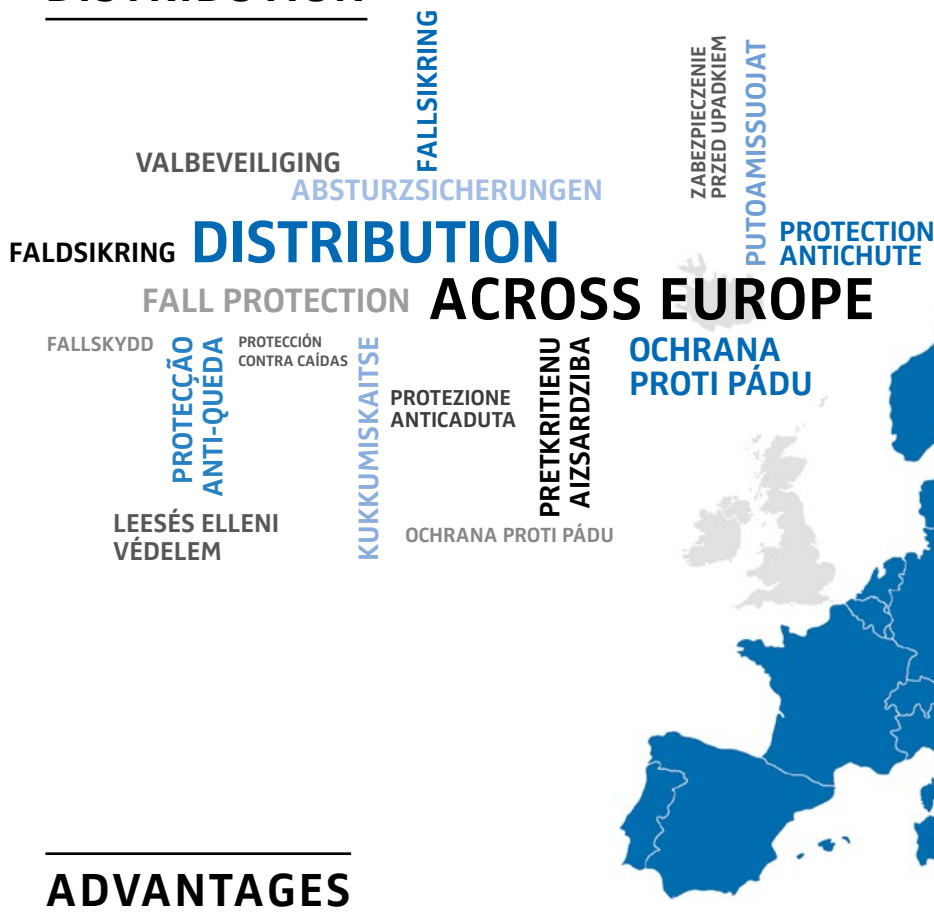 DISTRIBUTION
FALLSIKRING
ZABEZPIECZENIE
PRZED UPADKIEM
PUTOAMISSUOJAT
VALBEVEILIGING
ABSTURZSICHERUNGEN
FALDSIKRING
DISTRIBUTION
PROTECTION
ANTICHUTE
FALL PROTECTION
ACROSS EUROPE
FALLSKYDD
PROTECÇÃO
ANTI-QUEDA
PROTECCIÓN
CONTRA CAÍDAS
KUKKUMISKAITSE
PROTEZIONE
ANTICADUTA
PRETKRITIENU
AIZSARDZIBA
OCHRANA
PROTI PÁDU
LEESÉS ELLENI
VÉDELEM
OCHRANA PROTI PÁDU
ADVANTAGES